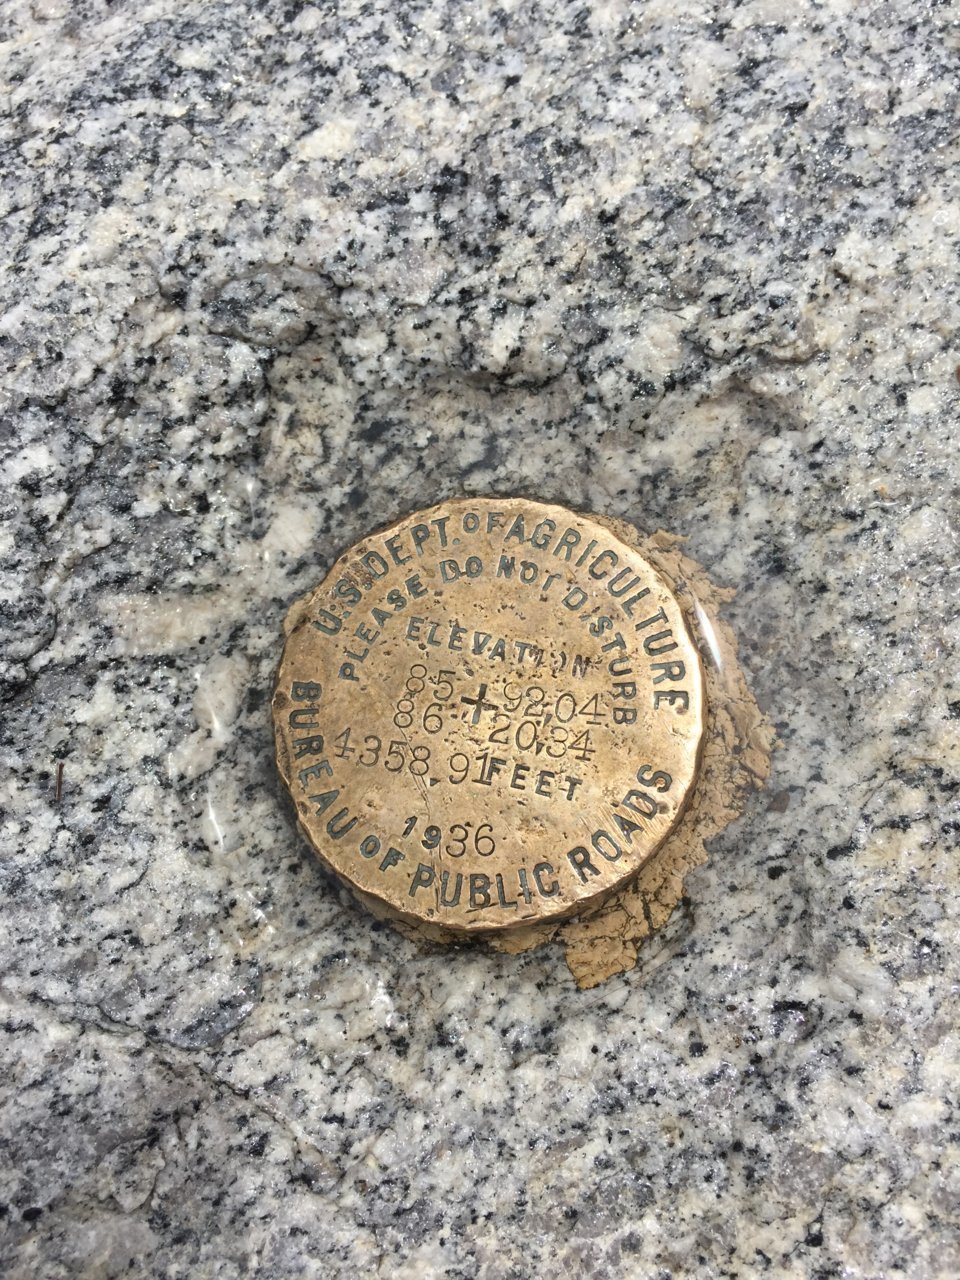 U.S. DEPT. OF AGRICULTURE
PLEASE DO NOT DISTURB
ELEVATION
85 + 92.04
86 20.34
4358.91 FEET
1936
BUREAU OF PUBLIC ROADS